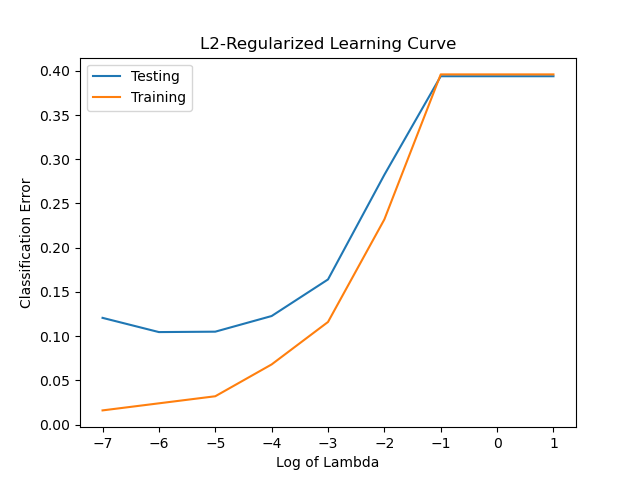 L2-Regularized Learning Curve
Testing
Training
0.40
0.35
0.30
0.25
0.20
0.15
0.10
0.05
0.00
Classification Error
−7 −6 −5 −4 −3 −2 −1 0 1
Log of Lambda